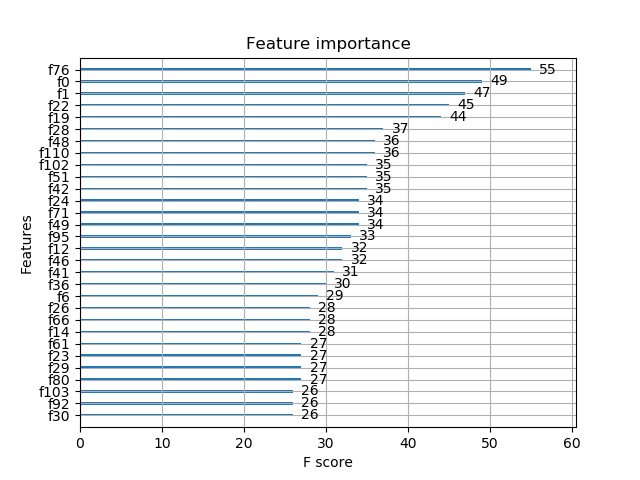 Feature importance
Features
f76 55
f0 49
f1 47
f22 45
f19 44
f28 37
f48 36
f110 36
f102 35
f51 35
f42 35
f24 34
f71 34
f49 34
f95 33
f12 32
f46 32
f41 31
f36 30
f6 29
f26 28
f66 28
f14 28
f61 27
f23 27
f29 27
f80 27
f103 26
f92 26
f30 26
0 10 20 30 40 50 60
F score